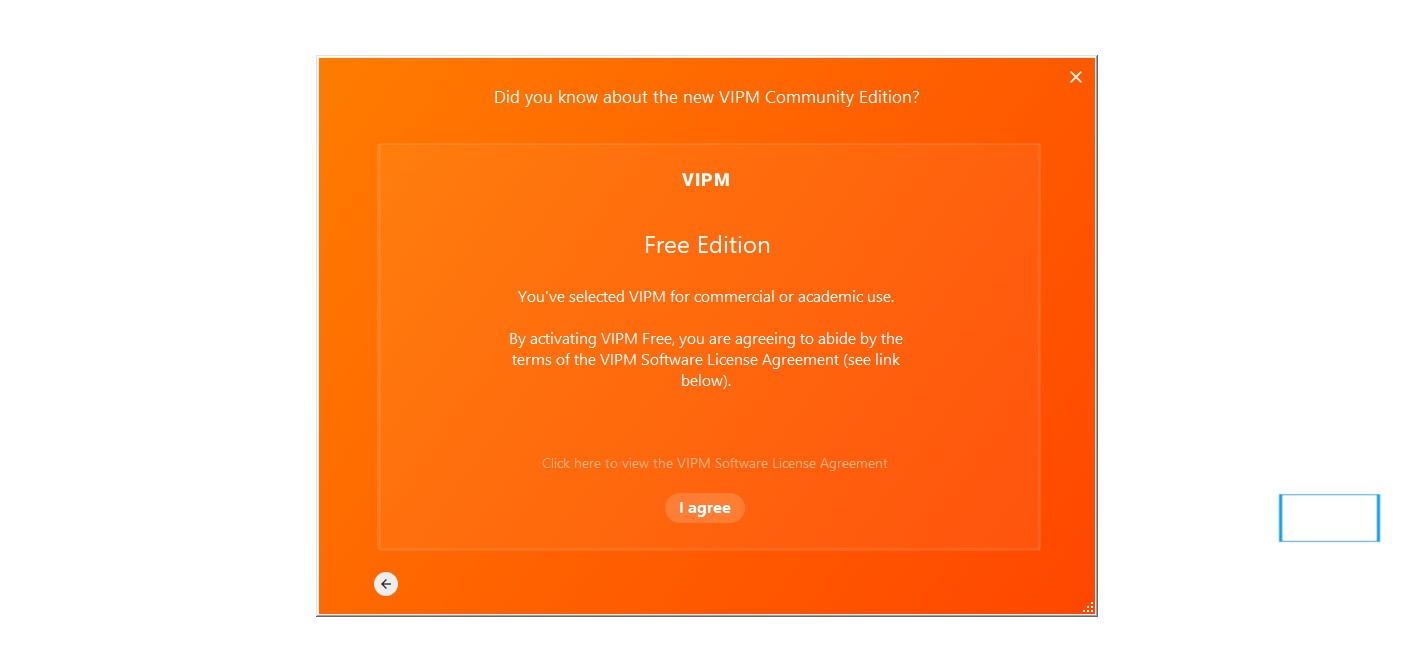 Did you know about the new VIPM Community Edition?
VIPM
Free Edition
You've selected VIPM for commercial or academic use.
By activating VIPM Free, you are agreeing to abide by the
terms of the VIPM Software License Agreement (see link
below).
Click here to view the VIPM Software License Agreement
I agree